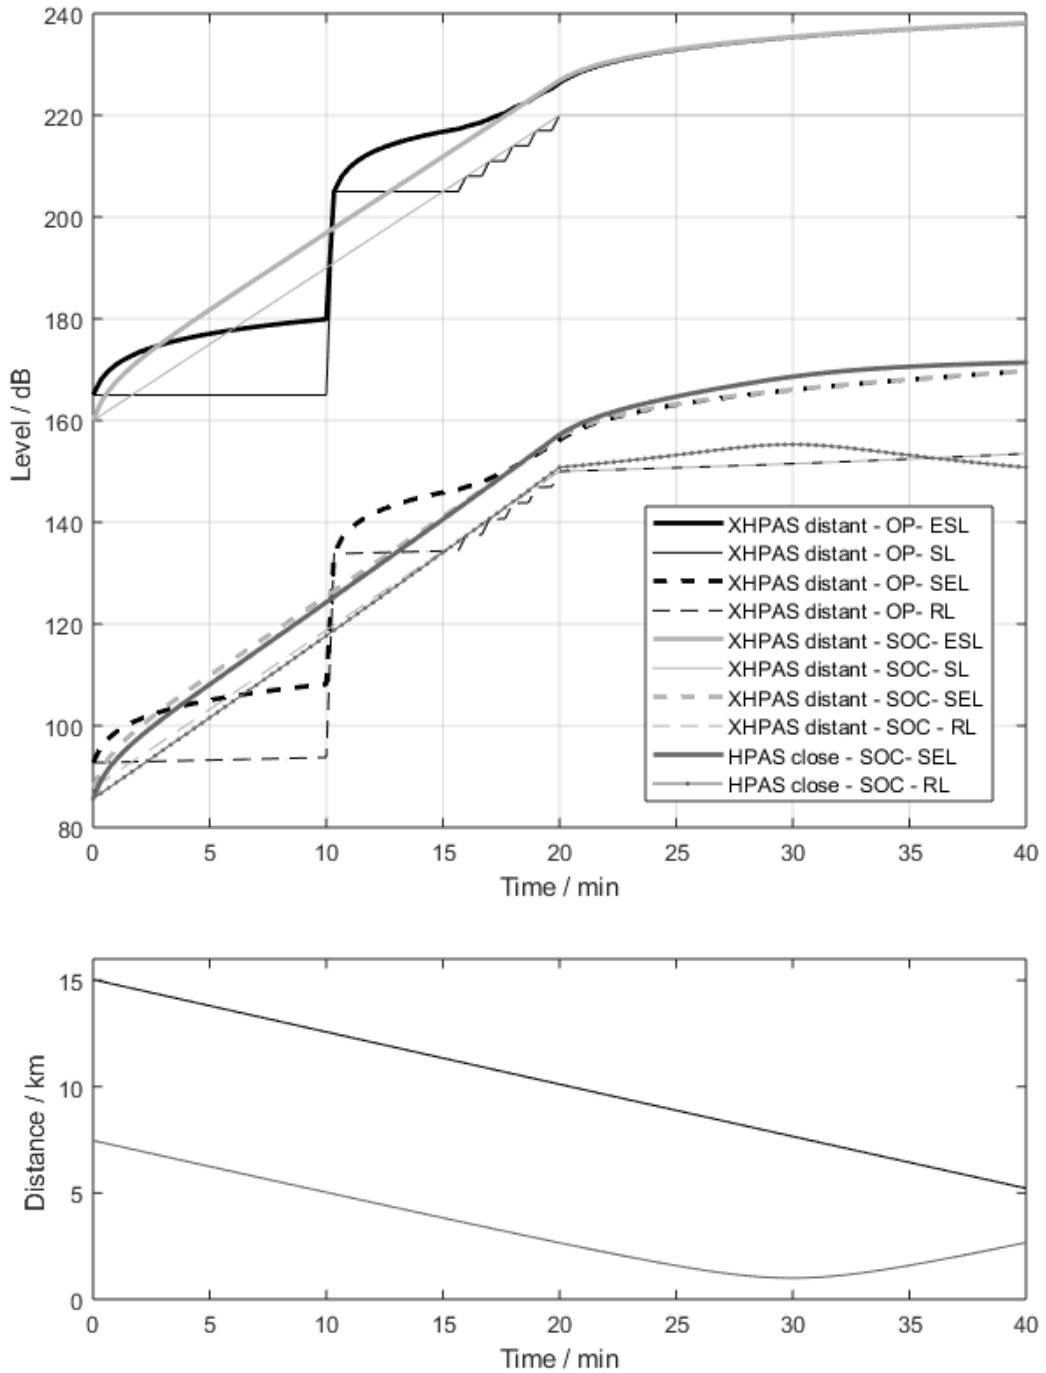 240
220
200
180
160
140
120
100
80
Level / dB
XHPAS distant - OP- ESL
XHPAS distant - OP- SL
XHPAS distant - OP- SEL
XHPAS distant - OP- RL
XHPAS distant - SOC- ESL
XHPAS distant - SOC- SL
XHPAS distant - SOC- SEL
XHPAS distant - SOC - RL
HPAS close - SOC- SEL
HPAS close - SOC - RL
0 5 10 15 20 25 30 35 40
Time / min
15
10
5
0
Distance / km
0 5 10 15 20 25 30 35 40
Time / min